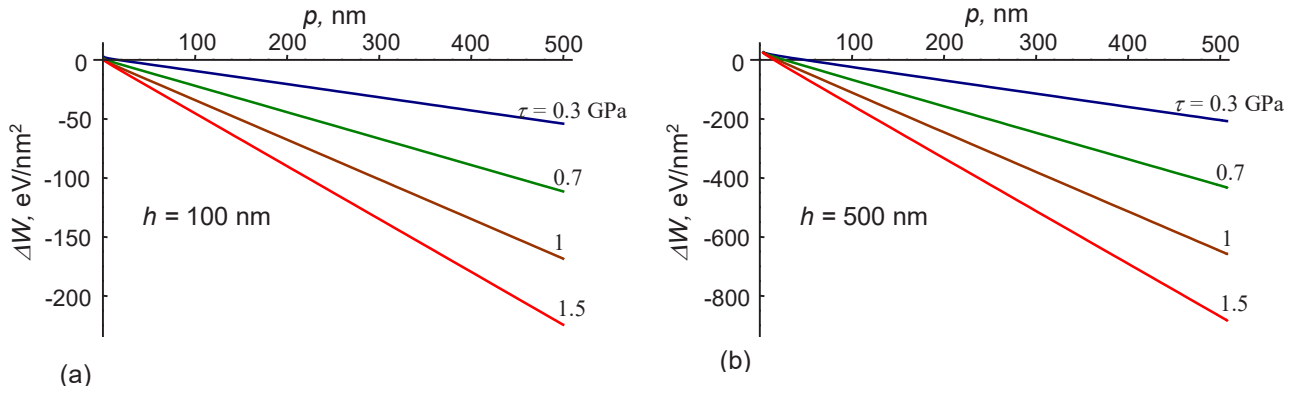 p, nm
100 200 300 400 500
0
-50
-100
-150
-200
ΔW, eV/nm²
τ = 0.3 GPa
0.7
1
1.5
h = 100 nm
(a)
p, nm
100 200 300 400 500
0
-200
-400
-600
-800
ΔW, eV/nm²
τ = 0.3 GPa
0.7
1
1.5
h = 500 nm
(b)